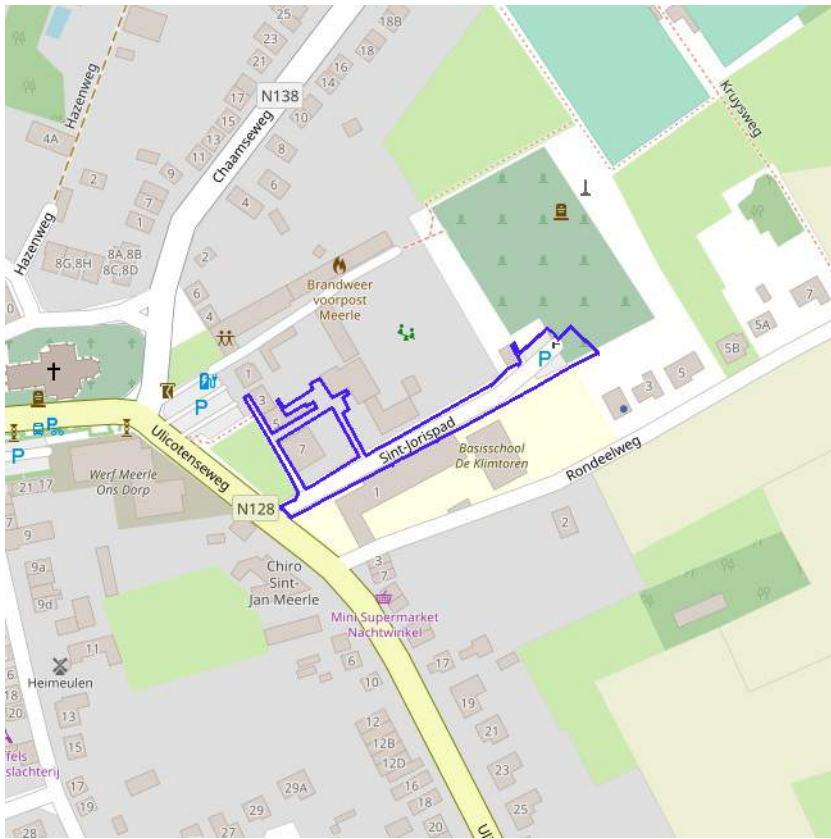 25
23
21
18B
18
16
14
17
N138
10
Hazenweg
15
13
11
Chaamseweg
8
4A
9
2
6
7
4
1
Kruysweg
Hazenweg
8G,8H
8A,8B
8C,8D
2
6
4
Brandweer
voorpost
Meerle
7
5A
5B
5
3
1
3
5
P
P
P
P
7
Sint-Jorispad
Basisschool
De Klimtoren
Rondeelweg
1
Ulicotenseweg
Werf Meerle
Ons Dorp
21
17
N128
2
9
9a
9d
3
7
Chiro
Sint-
Jan Meerle
Mini Supermarket
Nachtwinkel
11
6
10
17
Heimeulen
18
20
13
15
19
21
12
12B
12D
23
16
18
20
25
fels
slachterij
17
19
29A
29
27
28
Ul